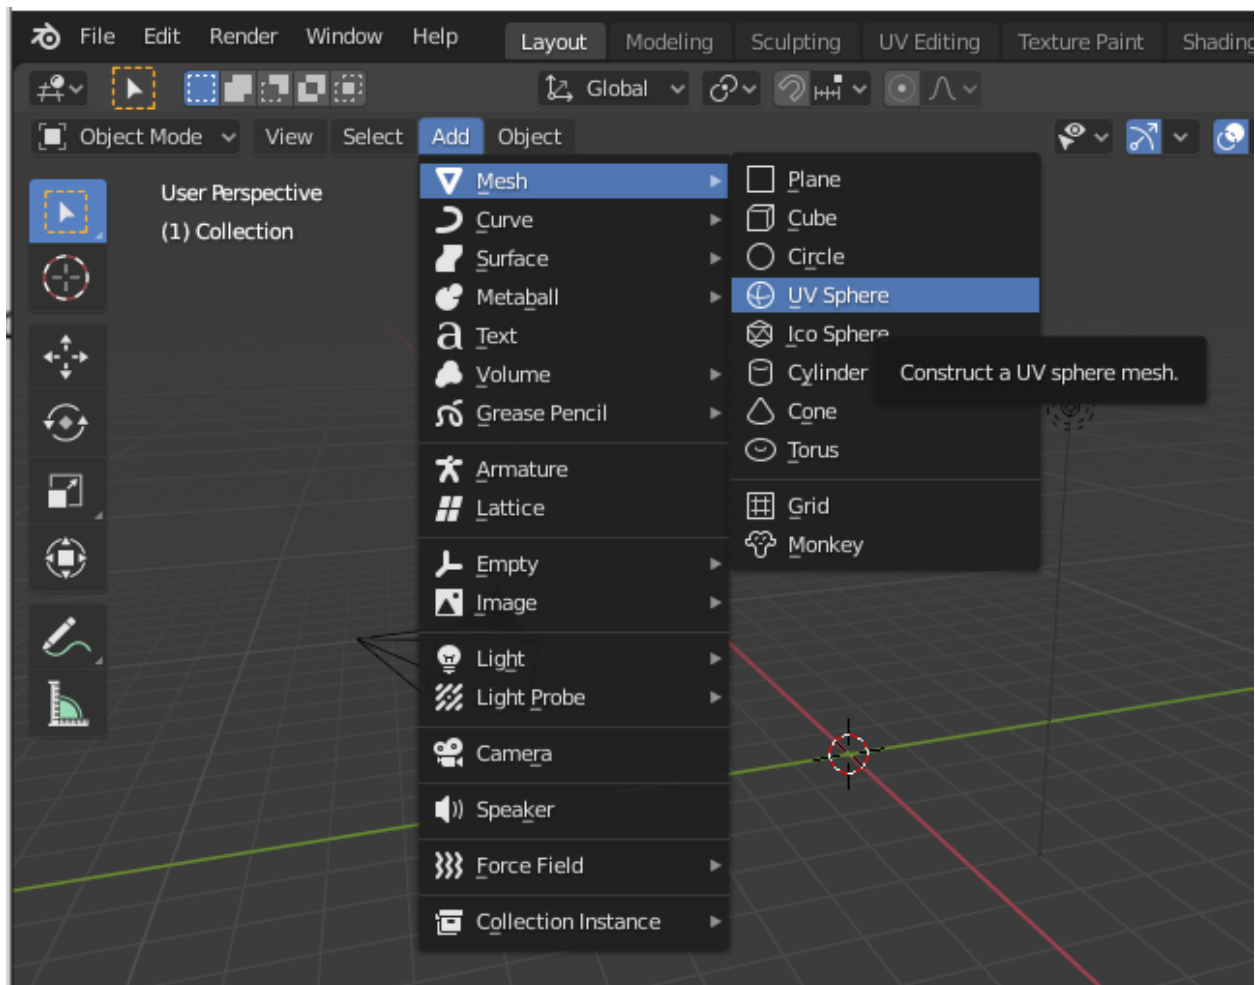 File Edit Render Window Help Layout Modeling Sculpting UV Editing Texture Paint Shading
Global
Object Mode View Select Add Object
User Perspective
(1) Collection
Mesh
Curve
Surface
Metaball
Text
Volume
Grease Pencil
Armature
Lattice
Empty
Image
Light
Light Probe
Camera
Speaker
Force Field
Collection Instance
Plane
Cube
Circle
UV Sphere
Ico Sphere
Cylinder
Construct a UV sphere mesh.
Cone
Torus
Grid
Monkey